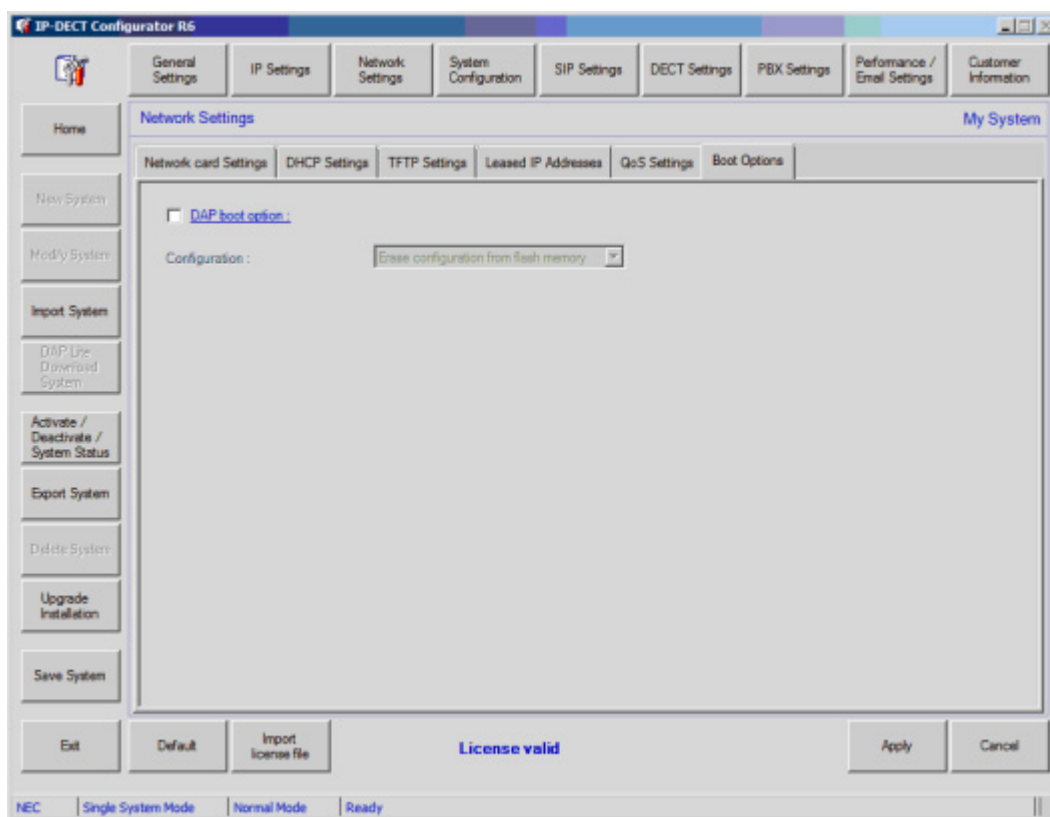 IP-DECT Configurator R6
General
Settings
IP Settings
Network
Settings
System
Configuration
SIP Settings
DECT Settings
PBX Settings
Performance /
Email Settings
Customer
Information
Home
New System
Modify System
Import System
DAP Lite
Download
System
Activate /
Deactivate /
System Status
Export System
Delete System
Upgrade
Installation
Save System
Exit
Network Settings
My System
Network card Settings
DHCP Settings
TFTP Settings
Leased IP Addresses
QoS Settings
Boot Options
DAP boot option :
Configuration :
Erase configuration from flash memory
Default
Import
license file
License valid
Apply
Cancel
NEC
Single System Mode
Normal Mode
Ready